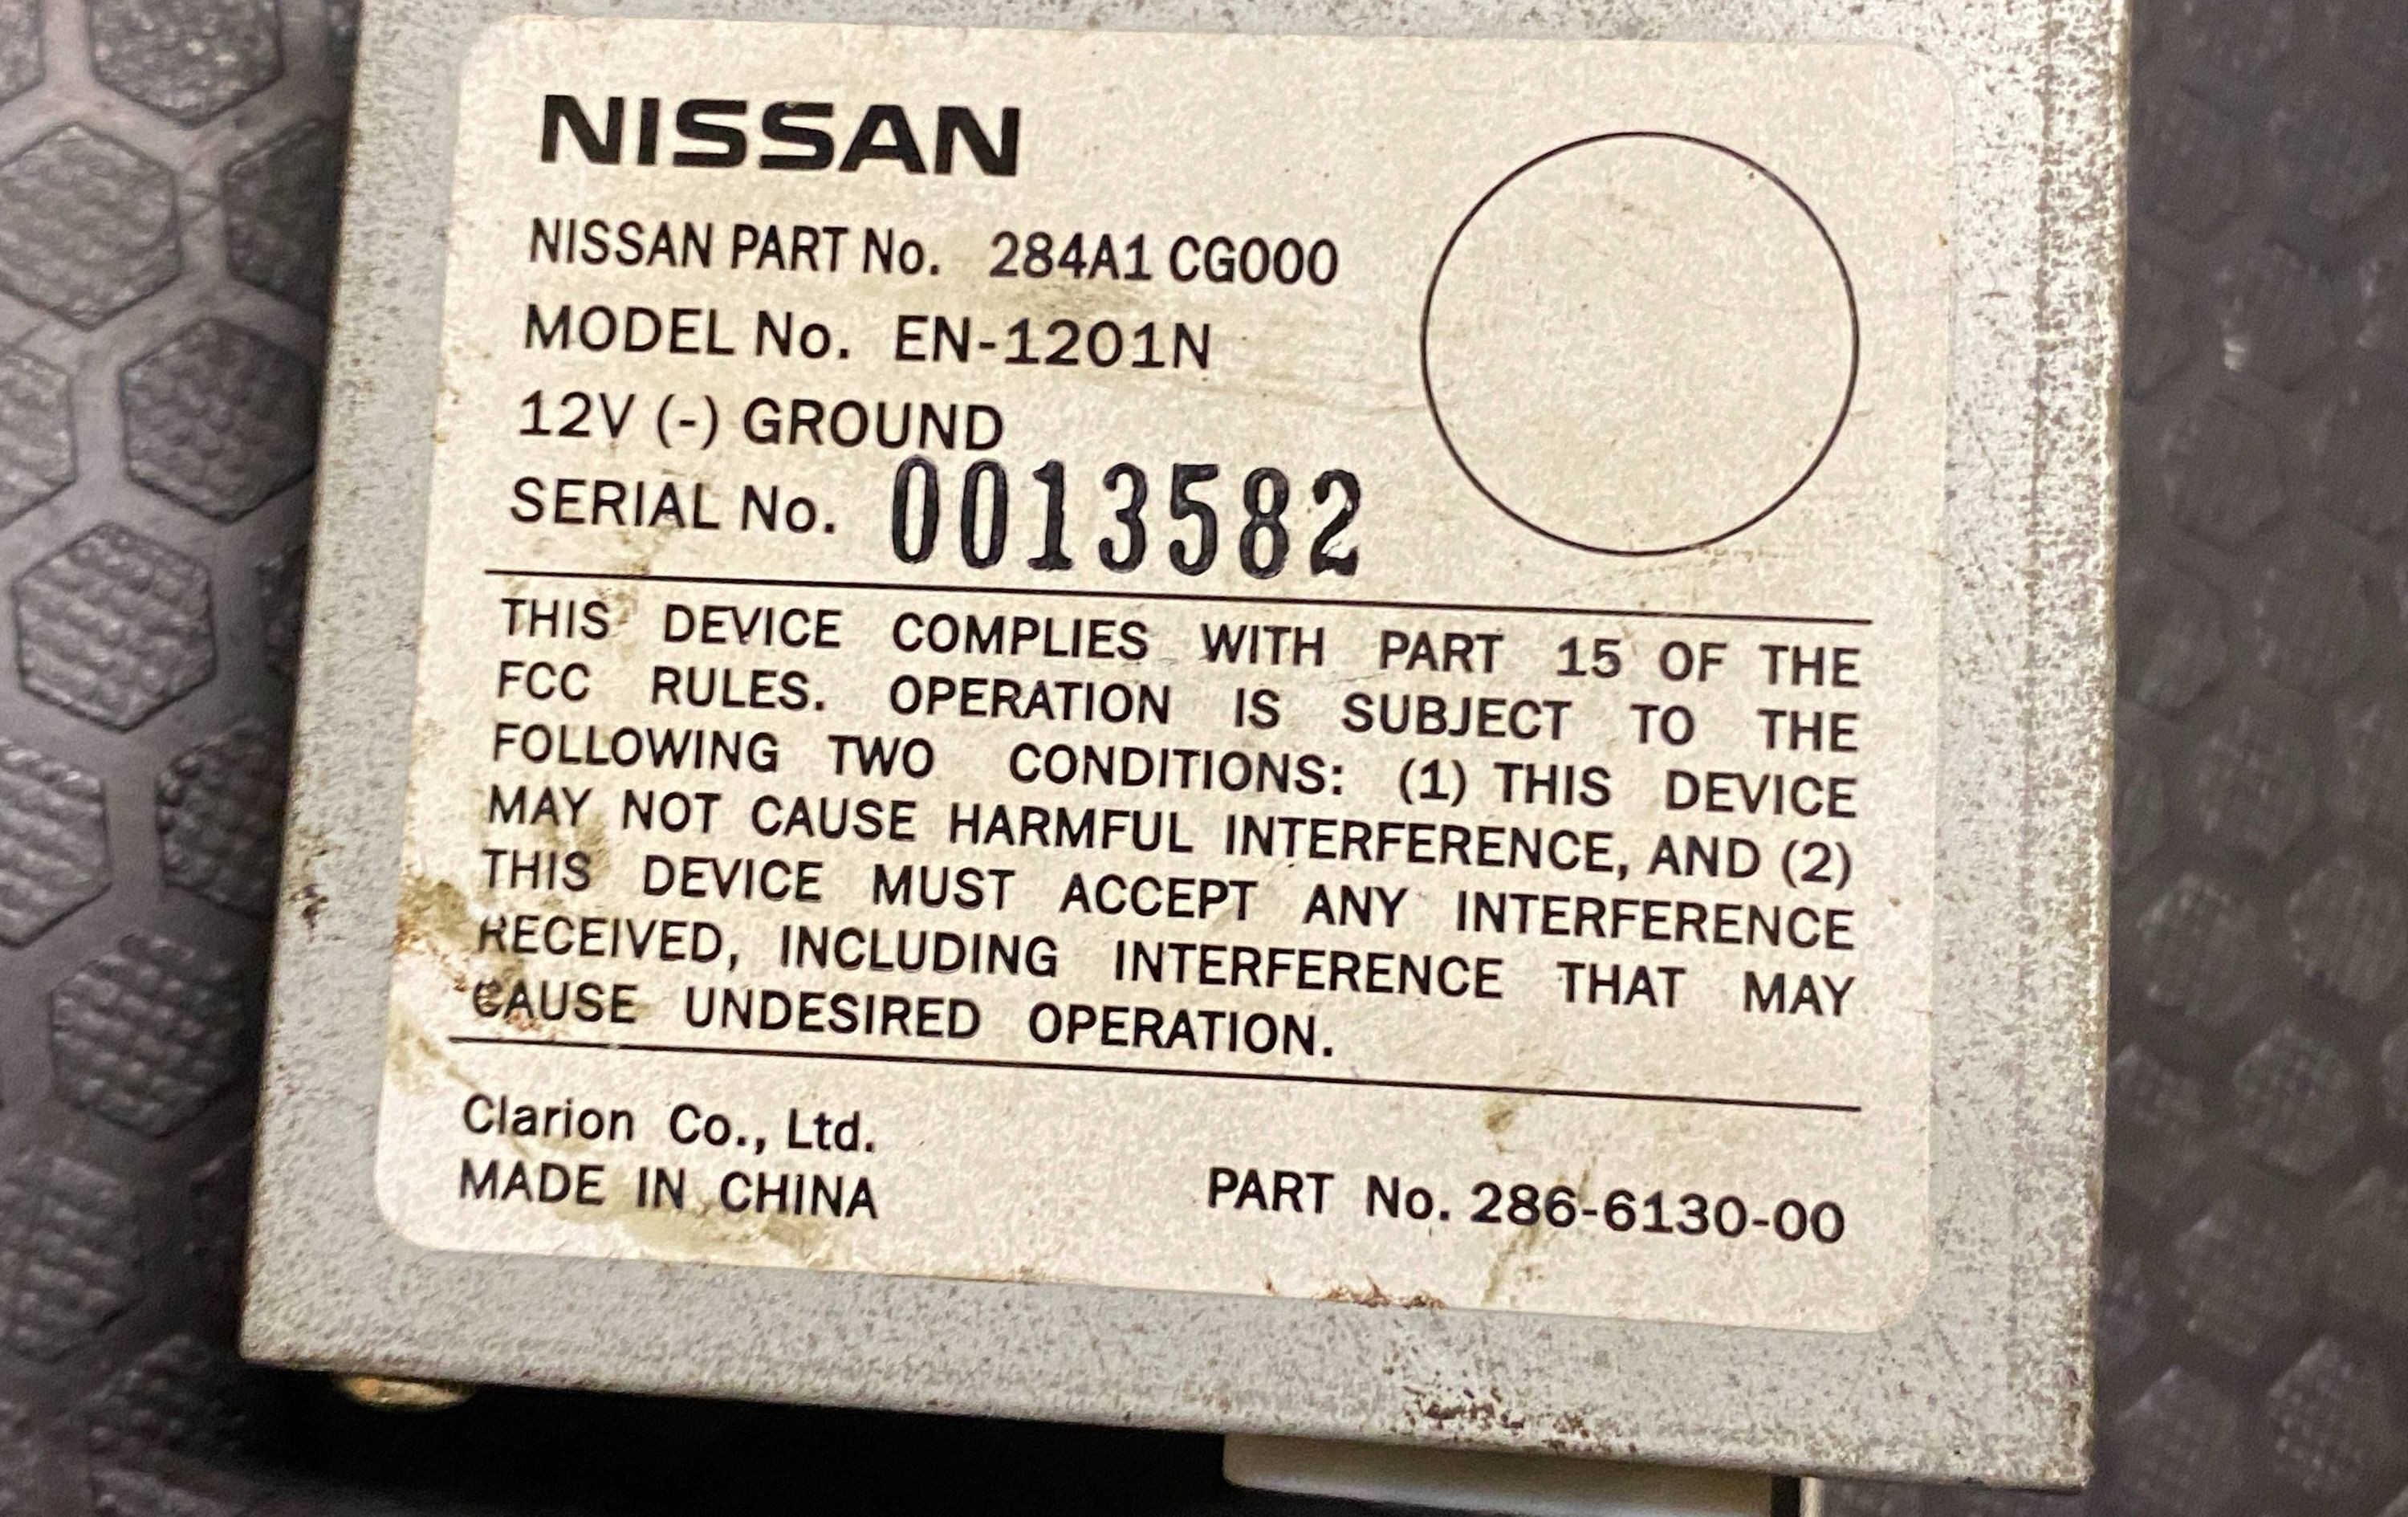 NISSAN
NISSAN PART No. 284A1 CG000
MODEL No. EN-1201N
12V (-) GROUND
SERIAL No. 0013582
THIS DEVICE COMPLIES WITH PART 15 OF THE
FCC RULES. OPERATION IS SUBJECT TO THE
FOLLOWING TWO CONDITIONS: (1) THIS DEVICE
MAY NOT CAUSE HARMFUL INTERFERENCE, AND (2)
THIS DEVICE MUST ACCEPT ANY INTERFERENCE
RECEIVED, INCLUDING INTERFERENCE THAT MAY
CAUSE UNDESIRED OPERATION.
Clarion Co., Ltd.
MADE IN CHINA PART No. 286-6130-00